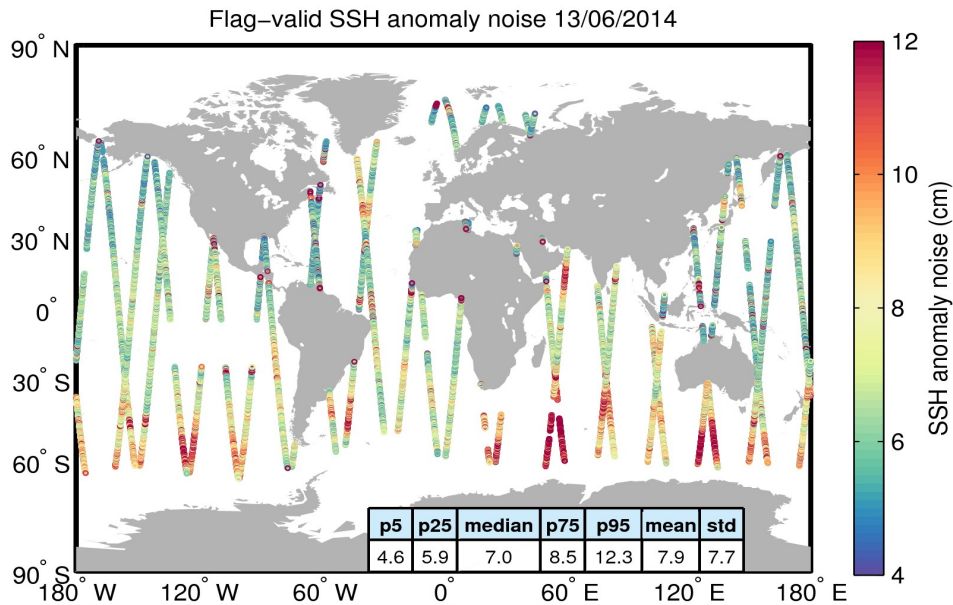 Flag−valid SSH anomaly noise 13/06/2014
90° N
60° N
30° N
0°
30° S
60° S
90° S
180° W
120° W
60° W
0°
60° E
120° E
180° E
p5 p25 median p75 p95 mean std
4.6 5.9 7.0 8.5 12.3 7.9 7.7
12
10
8
6
4
SSH anomaly noise (cm)